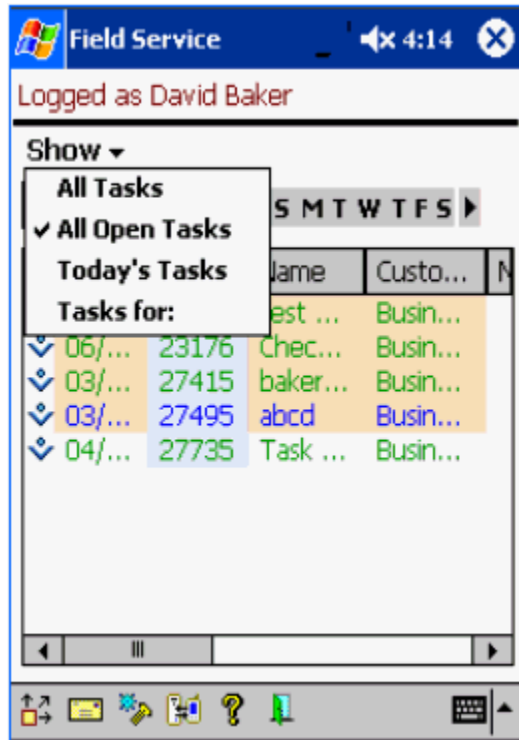 Field Service 4:14
Logged as David Baker
Show
All Tasks
All Open Tasks
S M T W T F S
Today's Tasks
Name Custo... N
Tasks for:
est ... Busin...
06/... 23176 Chec... Busin...
03/... 27415 baker... Busin...
03/... 27495 abcd Busin...
04/... 27735 Task ... Busin...